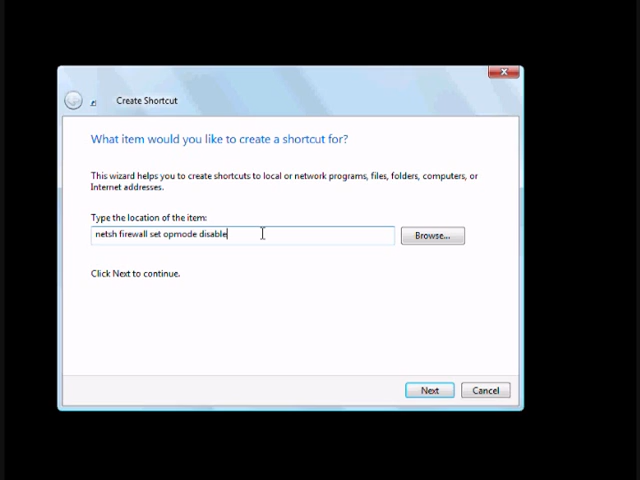 Create Shortcut
What item would you like to create a shortcut for?
This wizard helps you to create shortcuts to local or network programs, files, folders, computers, or
Internet addresses.
Type the location of the item:
netsh firewall set opmode disable
Browse...
Click Next to continue.
Next
Cancel